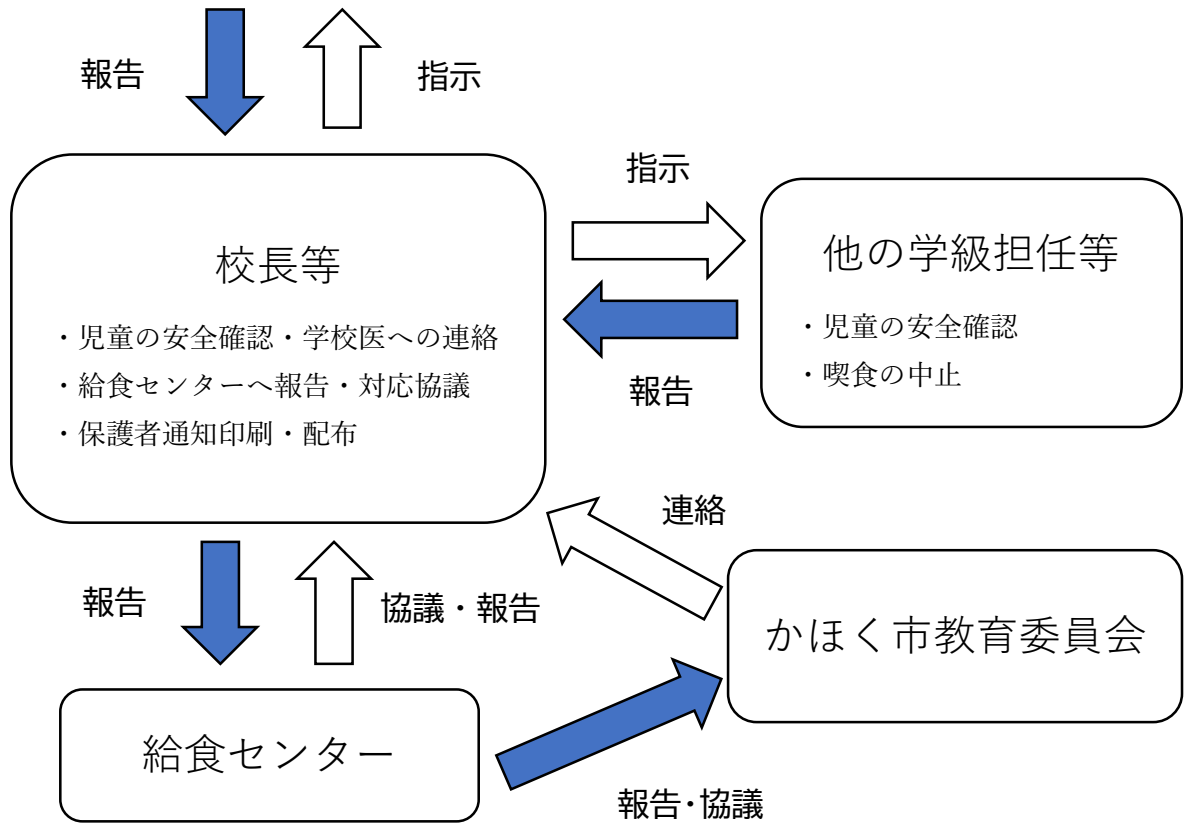 報告
指示
校長等
・児童の安全確認・学校医への連絡
・給食センターへ報告・対応協議
・保護者通知印刷・配布
指示
報告
他の学級担任等
・児童の安全確認
・喫食の中止
連絡
報告
協議・報告
かほく市教育委員会
給食センター
報告・協議